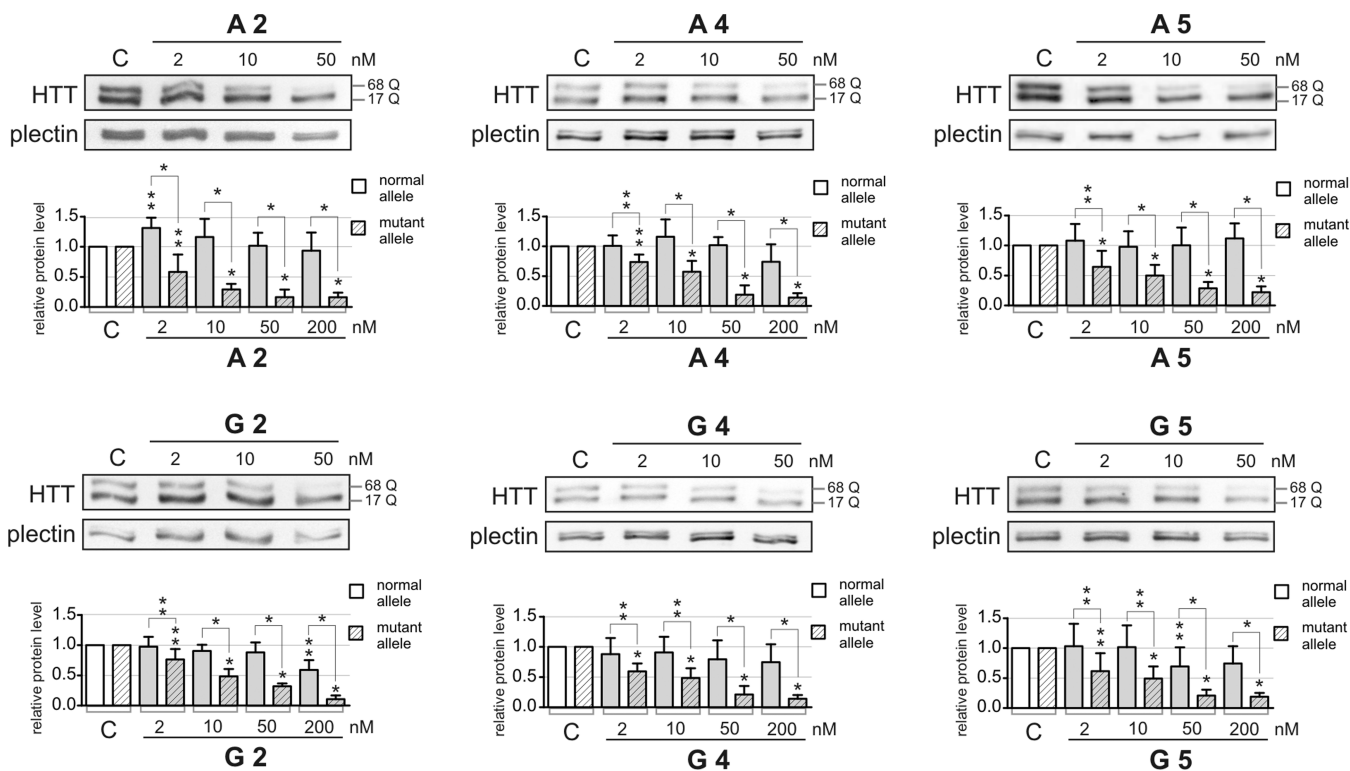 A 2
C 2 10 50 nM
HTT
68 Q
17 Q
plectin
* * * *
* *
* *
* * *
normal
allele
mutant
allele
relative protein level
1.5
1.0
0.5
0.0
C 2 10 50 200 nM
A 2
A 4
C 2 10 50 nM
HTT
68 Q
17 Q
plectin
* *
* * *
* *
* * *
normal
allele
mutant
allele
relative protein level
1.5
1.0
0.5
0.0
C 2 10 50 200 nM
A 4
A 5
C 2 10 50 nM
HTT
68 Q
17 Q
plectin
* *
* * *
* * * *
normal
allele
mutant
allele
relative protein level
1.5
1.0
0.5
0.0
C 2 10 50 200 nM
A 5
G 2
C 2 10 50 nM
HTT
68 Q
17 Q
plectin
* *
* * *
* *
* *
* * *
normal
allele
mutant
allele
relative protein level
1.5
1.0
0.5
0.0
C 2 10 50 200 nM
G 2
G 4
C 2 10 50 nM
HTT
68 Q
17 Q
plectin
* *
* *
* *
* * * *
normal
allele
mutant
allele
relative protein level
1.5
1.0
0.5
0.0
C 2 10 50 200 nM
G 4
G 5
C 2 10 50 nM
HTT
68 Q
17 Q
plectin
* *
* *
* *
* *
* *
* * *
normal
allele
mutant
allele
relative protein level
1.5
1.0
0.5
0.0
C 2 10 50 200 nM
G 5